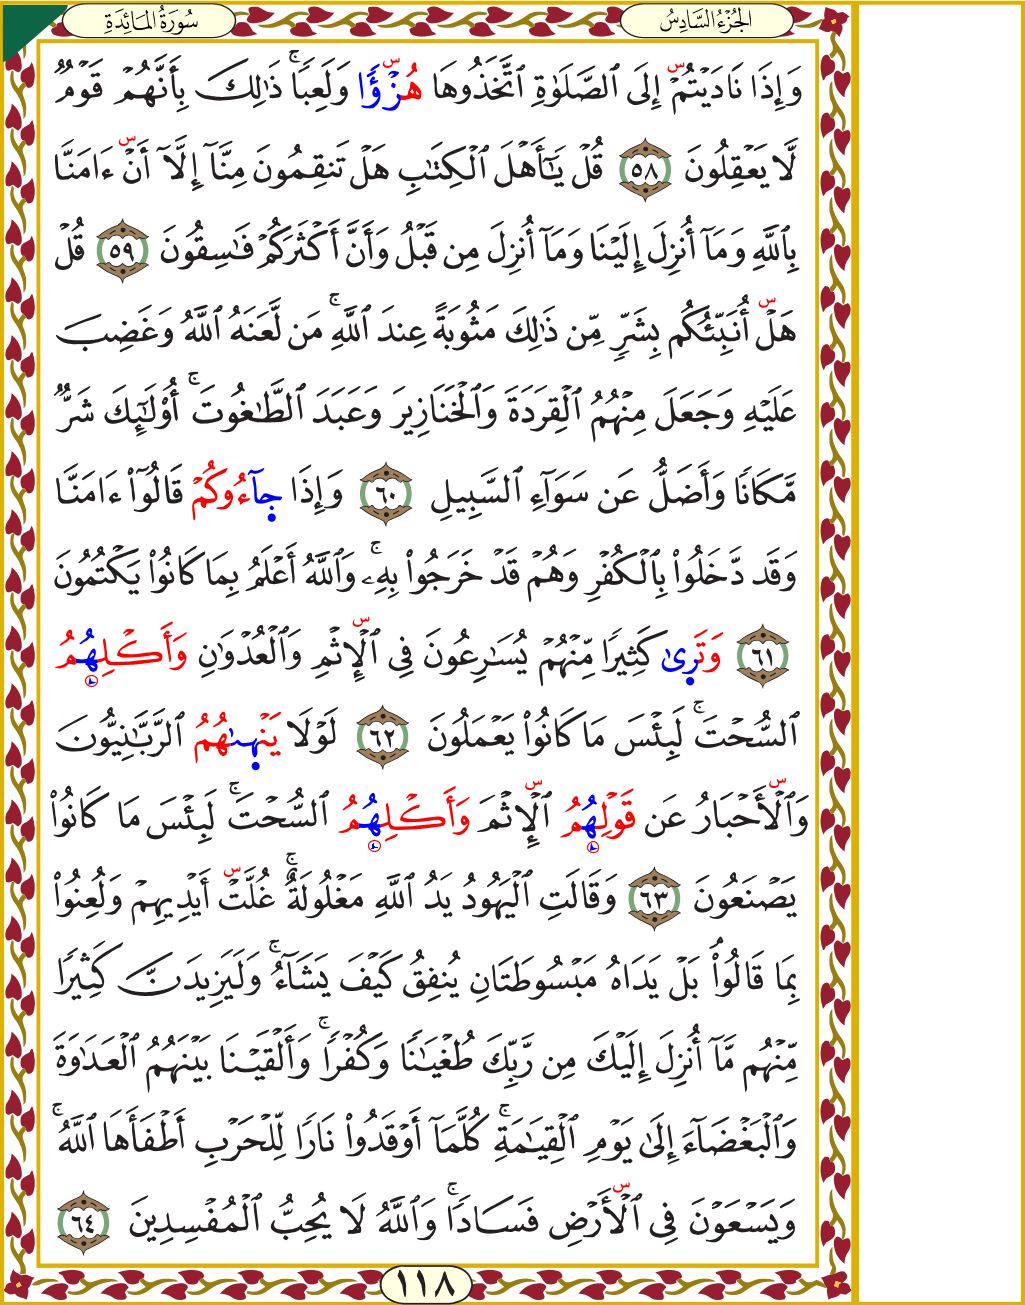 الجُزْءُ السَّادِسُ
سُورَةُ المَائِدَةِ
وَإِذَا نَادَيْتُمْ إِلَى ٱلصَّلَوٰةِ ٱتَّخَذُوهَا هُزْؤًا وَلَعِبًا ۚ ذَٰلِكَ بِأَنَّهُمْ قَوْمٌ
لَّا يَعْقِلُونَ ٥٨ قُلْ يَـٰٓأَهْلَ ٱلْكِتَـٰبِ هَلْ تَنقِمُونَ مِنَّآ إِلَّآ أَنْ ءَامَنَّا
بِٱللَّهِ وَمَآ أُنزِلَ إِلَيْنَا وَمَآ أُنزِلَ مِن قَبْلُ وَأَنَّ أَكْثَرَكُمْ فَـٰسِقُونَ ٥٩ قُلْ
هَلْ أُنَبِّئُكُم بِشَرٍّ مِّن ذَٰلِكَ مَثُوبَةً عِندَ ٱللَّهِ ۚ مَن لَّعَنَهُ ٱللَّهُ وَغَضِبَ
عَلَيْهِ وَجَعَلَ مِنْهُمُ ٱلْقِرَدَةَ وَٱلْخَنَازِيرَ وَعَبَدَ ٱلطَّـٰغُوتَ ۚ أُو۟لَـٰٓئِكَ شَرٌّ
مَّكَانًا وَأَضَلُّ عَن سَوَآءِ ٱلسَّبِيلِ ٦٠ وَإِذَا جَآءُوكُمْ قَالُوٓا۟ ءَامَنَّا
وَقَد دَّخَلُوا۟ بِٱلْكُفْرِ وَهُمْ قَدْ خَرَجُوا۟ بِهِۦ ۚ وَٱللَّهُ أَعْلَمُ بِمَا كَانُوا۟ يَكْتُمُونَ
٦١ وَتَرِىٰ كَثِيرًا مِّنْهُمْ يُسَـٰرِعُونَ فِى ٱلْإِثْمِ وَٱلْعُدْوَٰنِ وَأَكْلِهِمُ
ٱلسُّحْتَ ۚ لَبِئْسَ مَا كَانُوا۟ يَعْمَلُونَ ٦٢ لَوْلَا يَنْهَىٰهُمُ ٱلرَّبَّـٰنِيُّونَ
وَٱلْأَحْبَارُ عَن قَوْلِهُمُ ٱلْإِثْمَ وَأَكْلِهُمُ ٱلسُّحْتَ ۚ لَبِئْسَ مَا كَانُوا۟
يَصْنَعُونَ ٦٣ وَقَالَتِ ٱلْيَهُودُ يَدُ ٱللَّهِ مَغْلُولَةٌ ۚ غُلَّتْ أَيْدِيهِمْ وَلُعِنُوا۟
بِمَا قَالُوا۟ ۘ بَلْ يَدَاهُ مَبْسُوطَتَانِ يُنفِقُ كَيْفَ يَشَآءُ ۚ وَلَيَزِيدَنَّ كَثِيرًا
مِّنْهُم مَّآ أُنزِلَ إِلَيْكَ مِن رَّبِّكَ طُغْيَـٰنًا وَكُفْرًا ۚ وَأَلْقَيْنَا بَيْنَهُمُ ٱلْعَدَٰوَةَ
وَٱلْبَغْضَآءَ إِلَىٰ يَوْمِ ٱلْقِيَـٰمَةِ ۚ كُلَّمَآ أَوْقَدُوا۟ نَارًا لِّلْحَرْبِ أَطْفَأَهَا ٱللَّهُ ۚ
وَيَسْعَوْنَ فِى ٱلْأَرْضِ فَسَادًا ۚ وَٱللَّهُ لَا يُحِبُّ ٱلْمُفْسِدِينَ ٦٤
١١٨